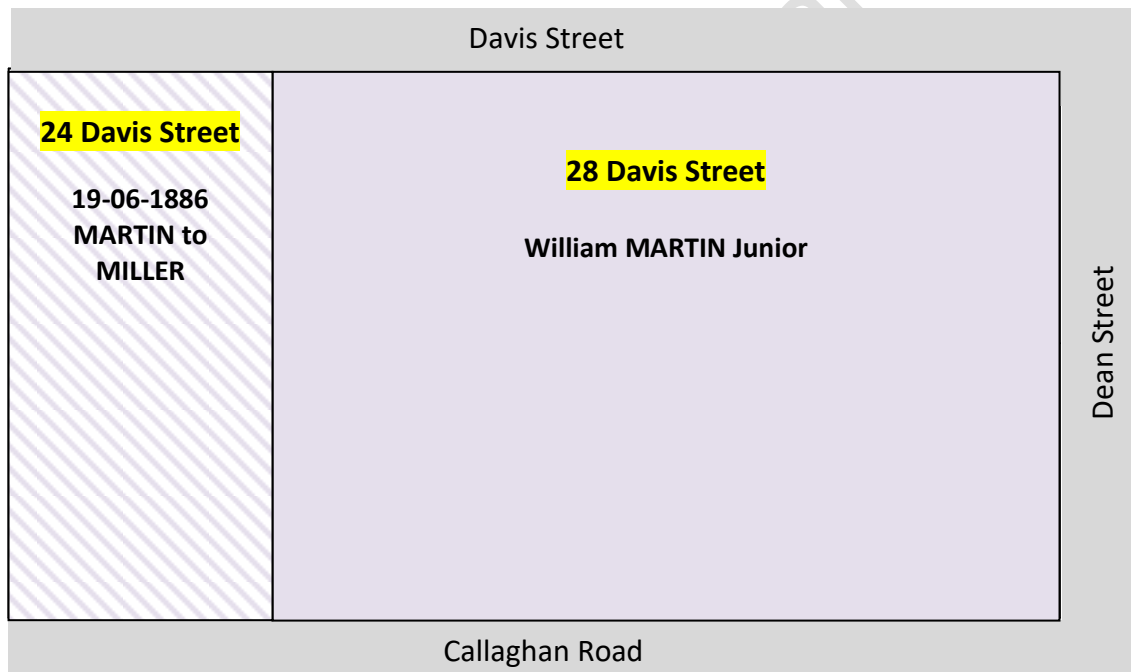 Davis Street
24 Davis Street
19-06-1886
MARTIN to
MILLER
28 Davis Street
William MARTIN Junior
Dean Street
Callaghan Road